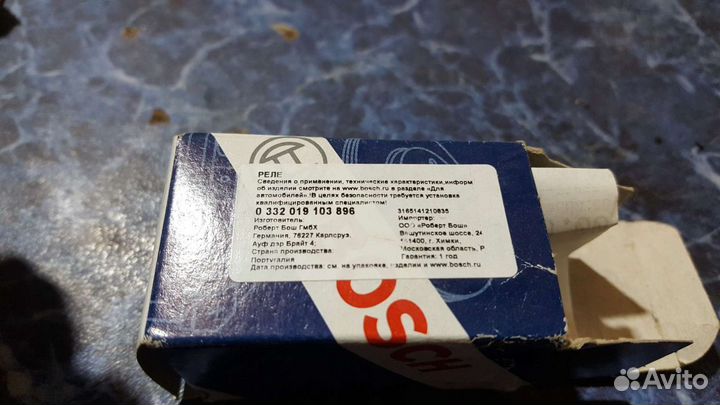 РЕЛЕ
Сведения о применении, технические характеристики,информ
об изделии смотрите на www.bosch.ru в разделе «Для
автомобилей».!В целях безопасности требуется установка
квалифицированным специалистом!
0 332 019 103 896 3165141210835
Изготовитель: Импортер:
Роберт Бош ГмбХ ООО «Роберт Бош»
Германия, 76227 Карлсруэ, Вашутинское шоссе, 24
Ауф дэр Брайт 4; 141400, г. Химки,
Страна производства: Московская область, Р
Португалия Гарантия: 1 год
Дата производства: см. на упаковке, изделии и www.bosch.ru
BOSCH
Avito